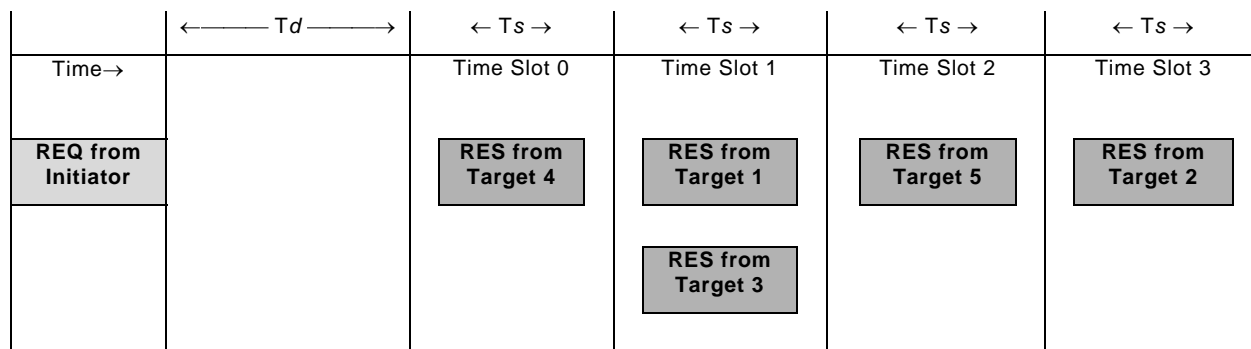 ←——— Td ———→ ← Ts → ← Ts → ← Ts → ← Ts →
Time→ Time Slot 0 Time Slot 1 Time Slot 2 Time Slot 3
REQ from RES from RES from RES from RES from
Initiator Target 4 Target 1 Target 5 Target 2
RES from
Target 3